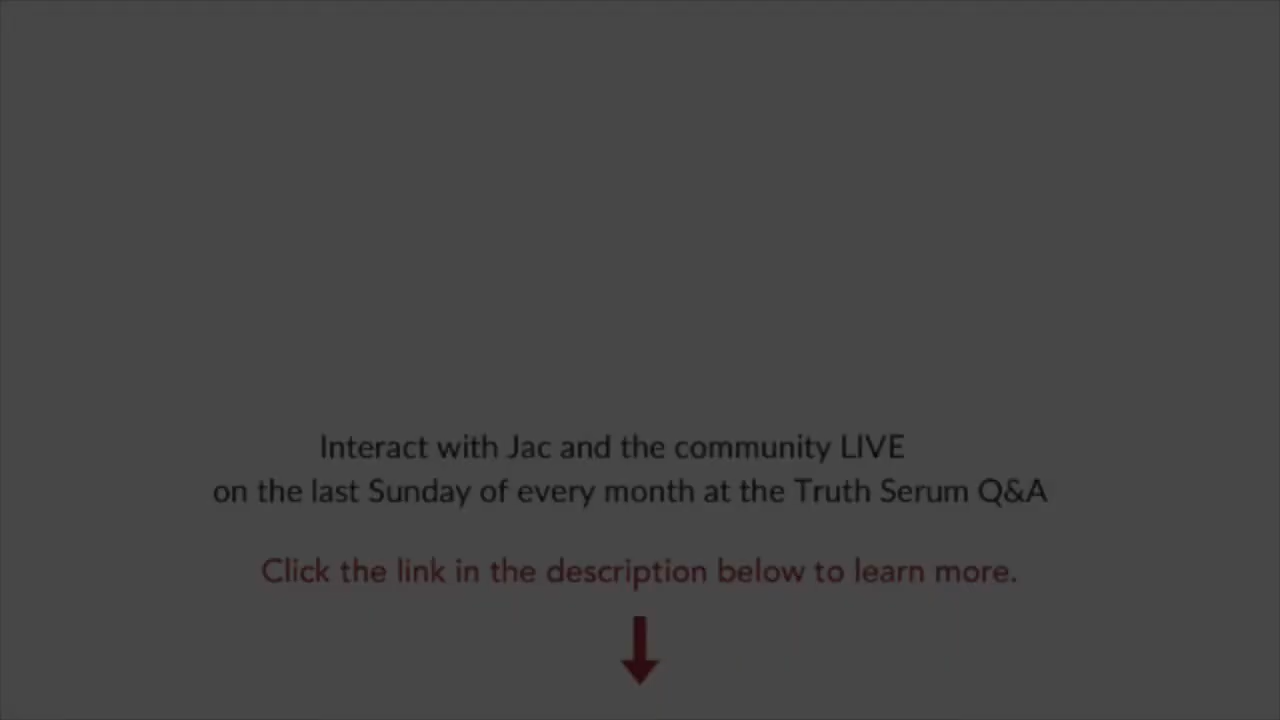 Interact with Jac and the community LIVE
on the last Sunday of every month at the Truth Serum Q&A
Click the link in the description below to learn more.